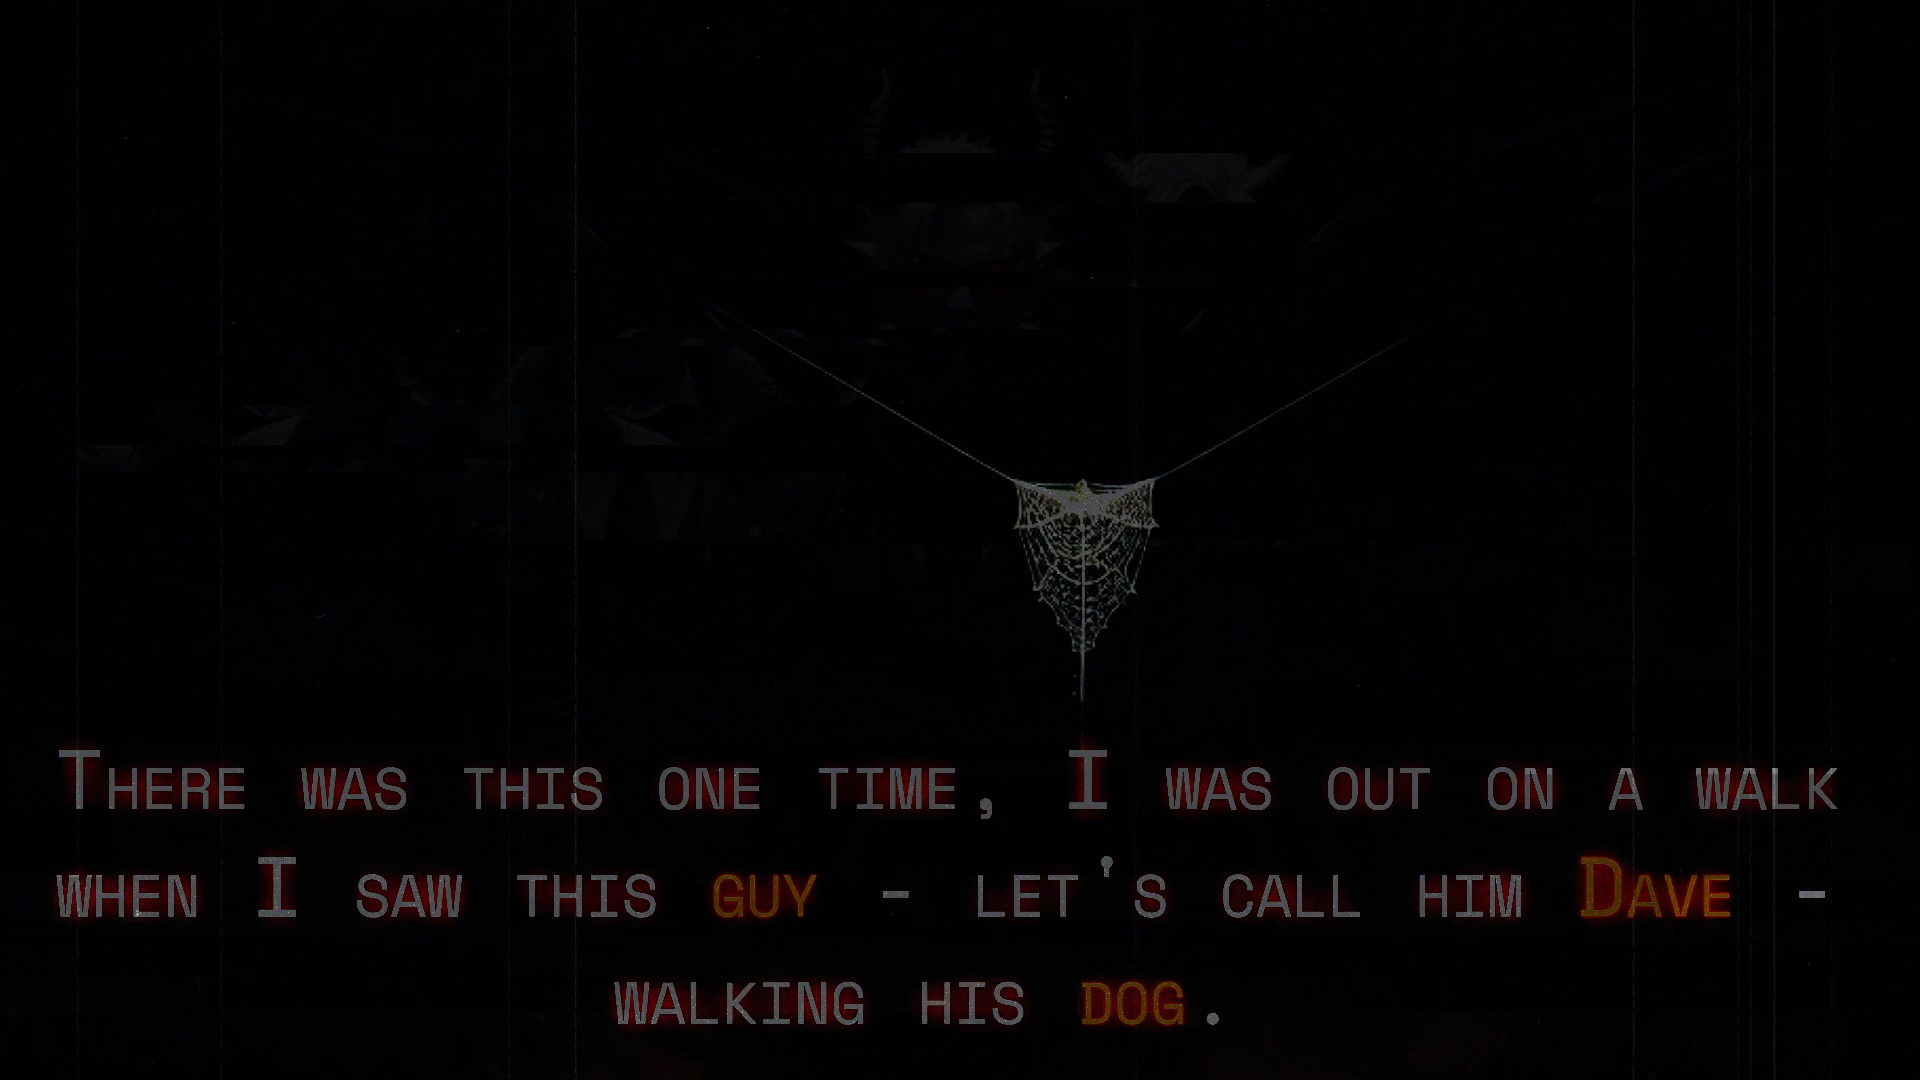 There was this one time, I was out on a walk
when I saw this guy - let's call him Dave -
walking his dog.